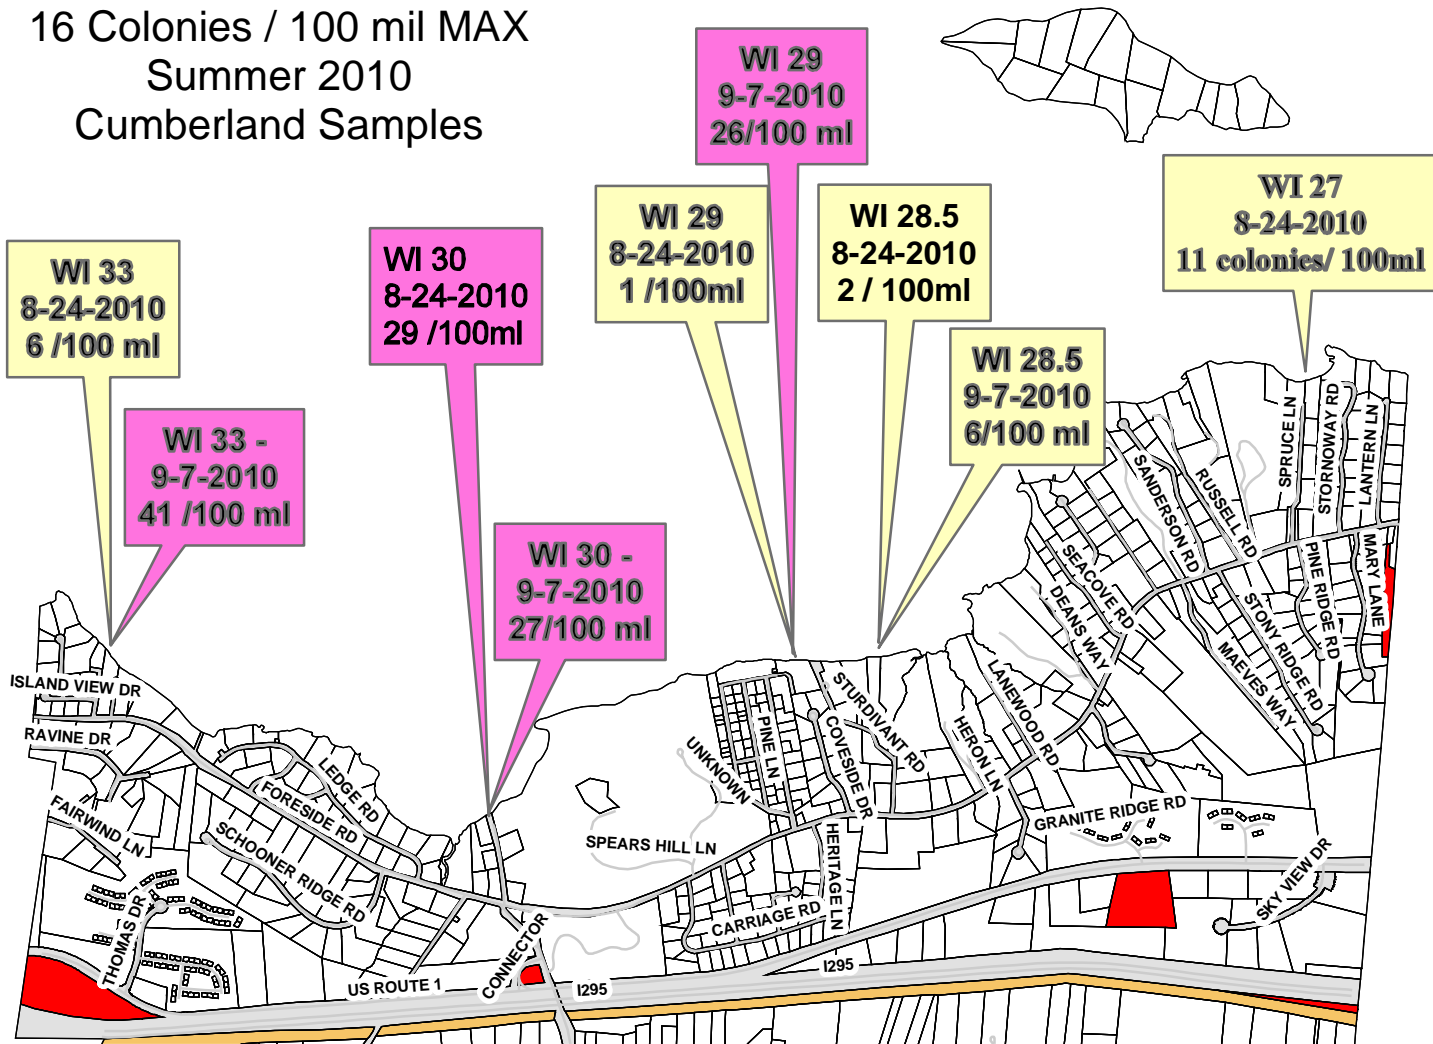 16 Colonies / 100 mil MAX
Summer 2010
Cumberland Samples
WI 29
9-7-2010
26/100 ml
WI 27
8-24-2010
11 colonies/ 100ml
WI 29
8-24-2010
1 /100ml
WI 28.5
8-24-2010
2 / 100ml
WI 33
8-24-2010
6 /100 ml
WI 30
8-24-2010
29 /100ml
WI 28.5
9-7-2010
6/100 ml
WI 33 -
9-7-2010
41 /100 ml
WI 30 -
9-7-2010
27/100 ml
SPRUCE LN
STORNOWAY RD
LANTERN LN
SANDERSON RD
RUSSELL RD
SEACOVE RD
DEANS WAY
PINE RIDGE RD
MARY LANE
STONY RIDGE RD
MAEVES WAY
ISLAND VIEW DR
RAVINE DR
FAIRWIND LN
LEDGE RD
FORESIDE RD
SCHOONER RIDGE RD
THOMAS DR
UNKNOWN
PINE LN
COVESIDE DR
STURDIVANT RD
HERON LN
LANEWOOD RD
SPEARS HILL LN
HERITAGE LN
CARRIAGE RD
GRANITE RIDGE RD
SKY VIEW DR
US ROUTE 1
CONNECTOR
I295
I295